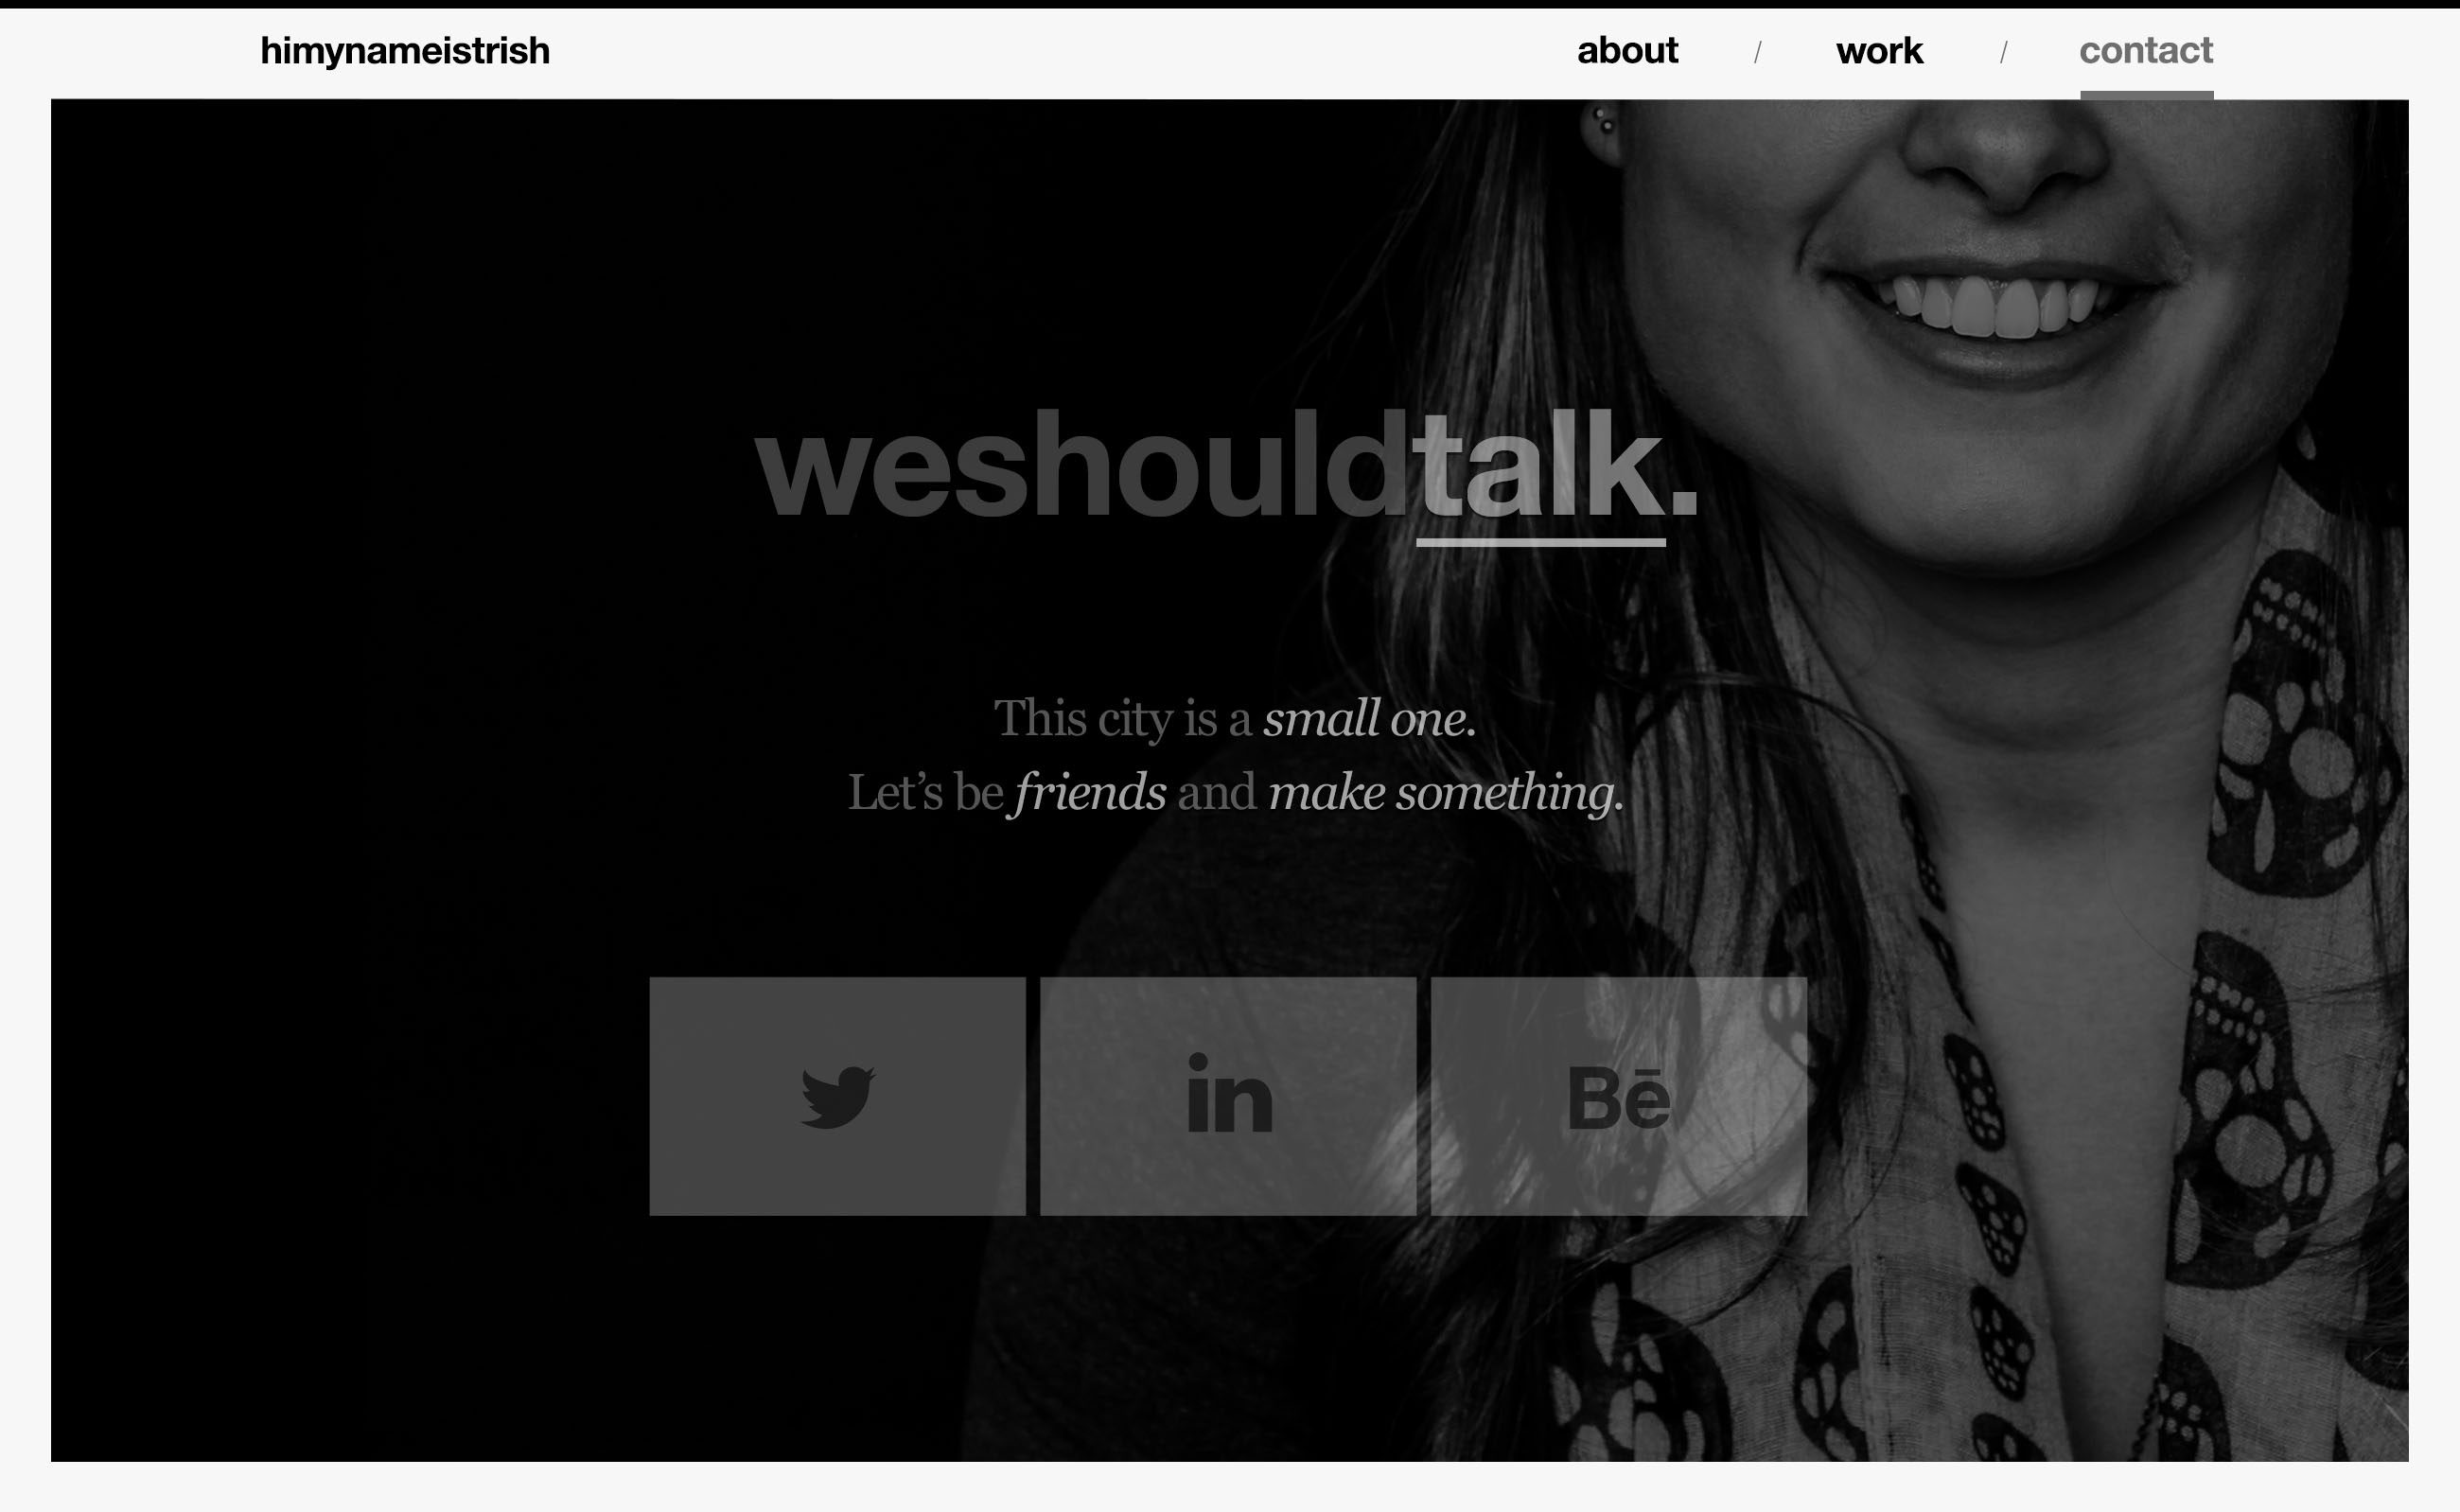 himynameistrish
about / work / contact
weshouldtalk.
This city is a small one.
Let’s be friends and make something.
in
Bē